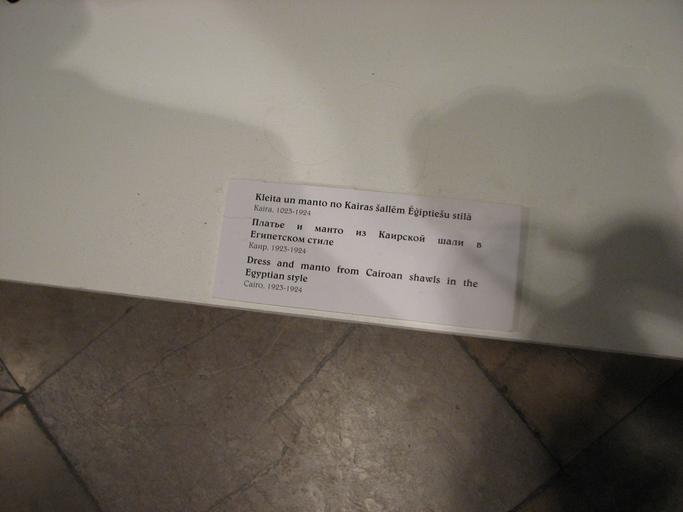 Kleita un manto no Kairas šallēm Ēģiptiešu stilā
Kaira, 1023-1924
Платье и манто из Каирской шали в
Египетском стиле
Каир, 1923-1924
Dress and manto from Cairoan shawls in the
Egyptian style
Cairo, 1923-1924